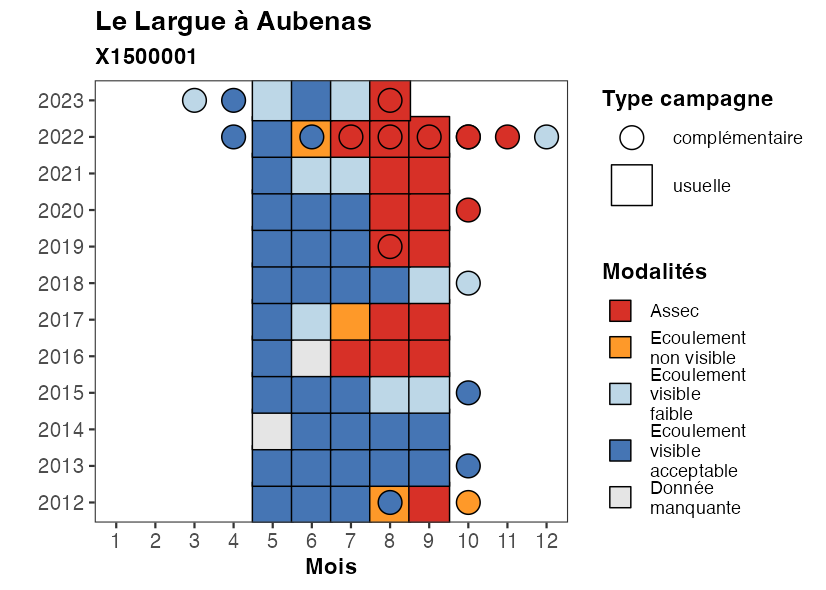 Le Largue à Aubenas
X1500001
2023
2022
2021
2020
2019
2018
2017
2016
2015
2014
2013
2012
1 2 3 4 5 6 7 8 9 10 11 12
Mois
Type campagne
complémentaire
usuelle
Modalités
Assec
Ecoulement
non visible
Ecoulement
visible
faible
Ecoulement
visible
acceptable
Donnée
manquante